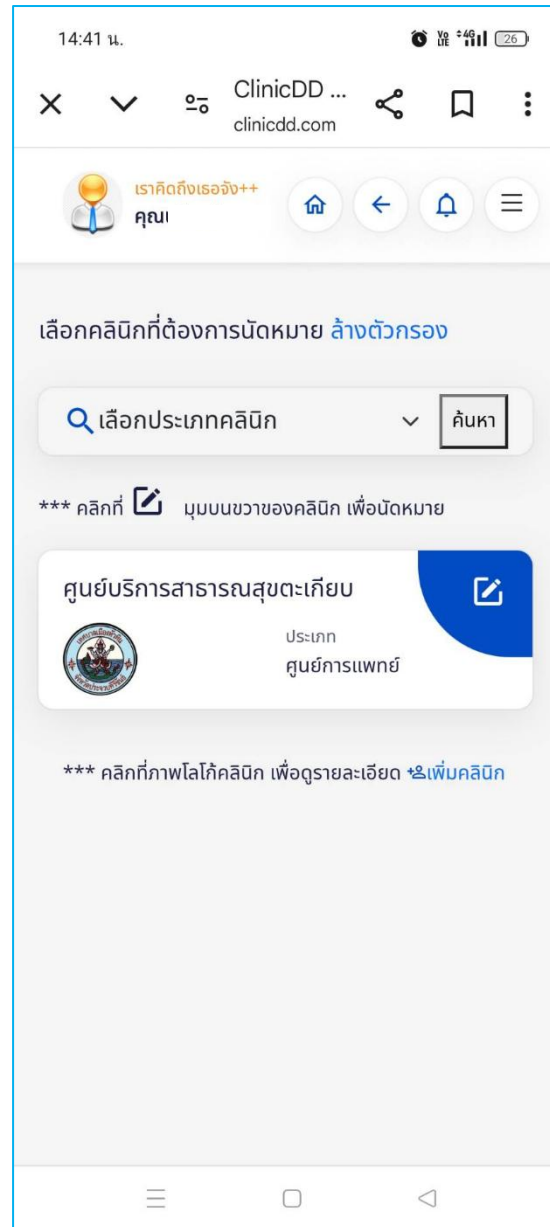 14:41 น.
Vo LTE 4G 26
ClinicDD ...
clinicdd.com
เราคิดถึงเธอจัง++
คุณ
เลือกคลินิกที่ต้องการนัดหมาย ล้างตัวกรอง
เลือกประเภทคลินิก ค้นหา
*** คลิกที่ มุมบนขวาของคลินิก เพื่อนัดหมาย
ศูนย์บริการสาธารณสุขตะเกียบ
ประเภท
ศูนย์การแพทย์
*** คลิกที่ภาพโลโก้คลินิก เพื่อดูรายละเอียด เพิ่มคลินิก